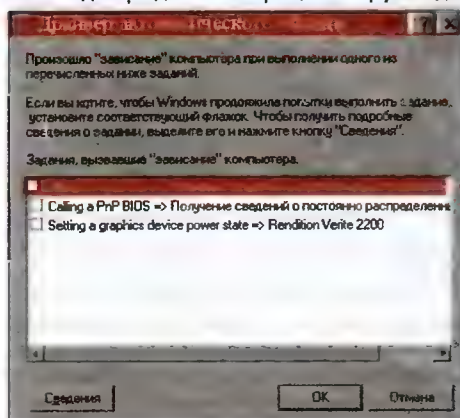 Произошло "зависание" компьютера при выполнении одного из
перечисленных ниже заданий.
Если вы хотите, чтобы Windows продолжила попытки выполнить задание,
установите соответствующий флажок. Чтобы получить подробные
сведения о задании, выделите его и нажмите кнопку "Сведения".
Задания, вызвавшие "зависание" компьютера.
Calling a PnP BIOS => Получение сведений о постоянно распределенн
Setting a graphics device power state => Rendition Verite 2200
Сведения
OK
Отмена